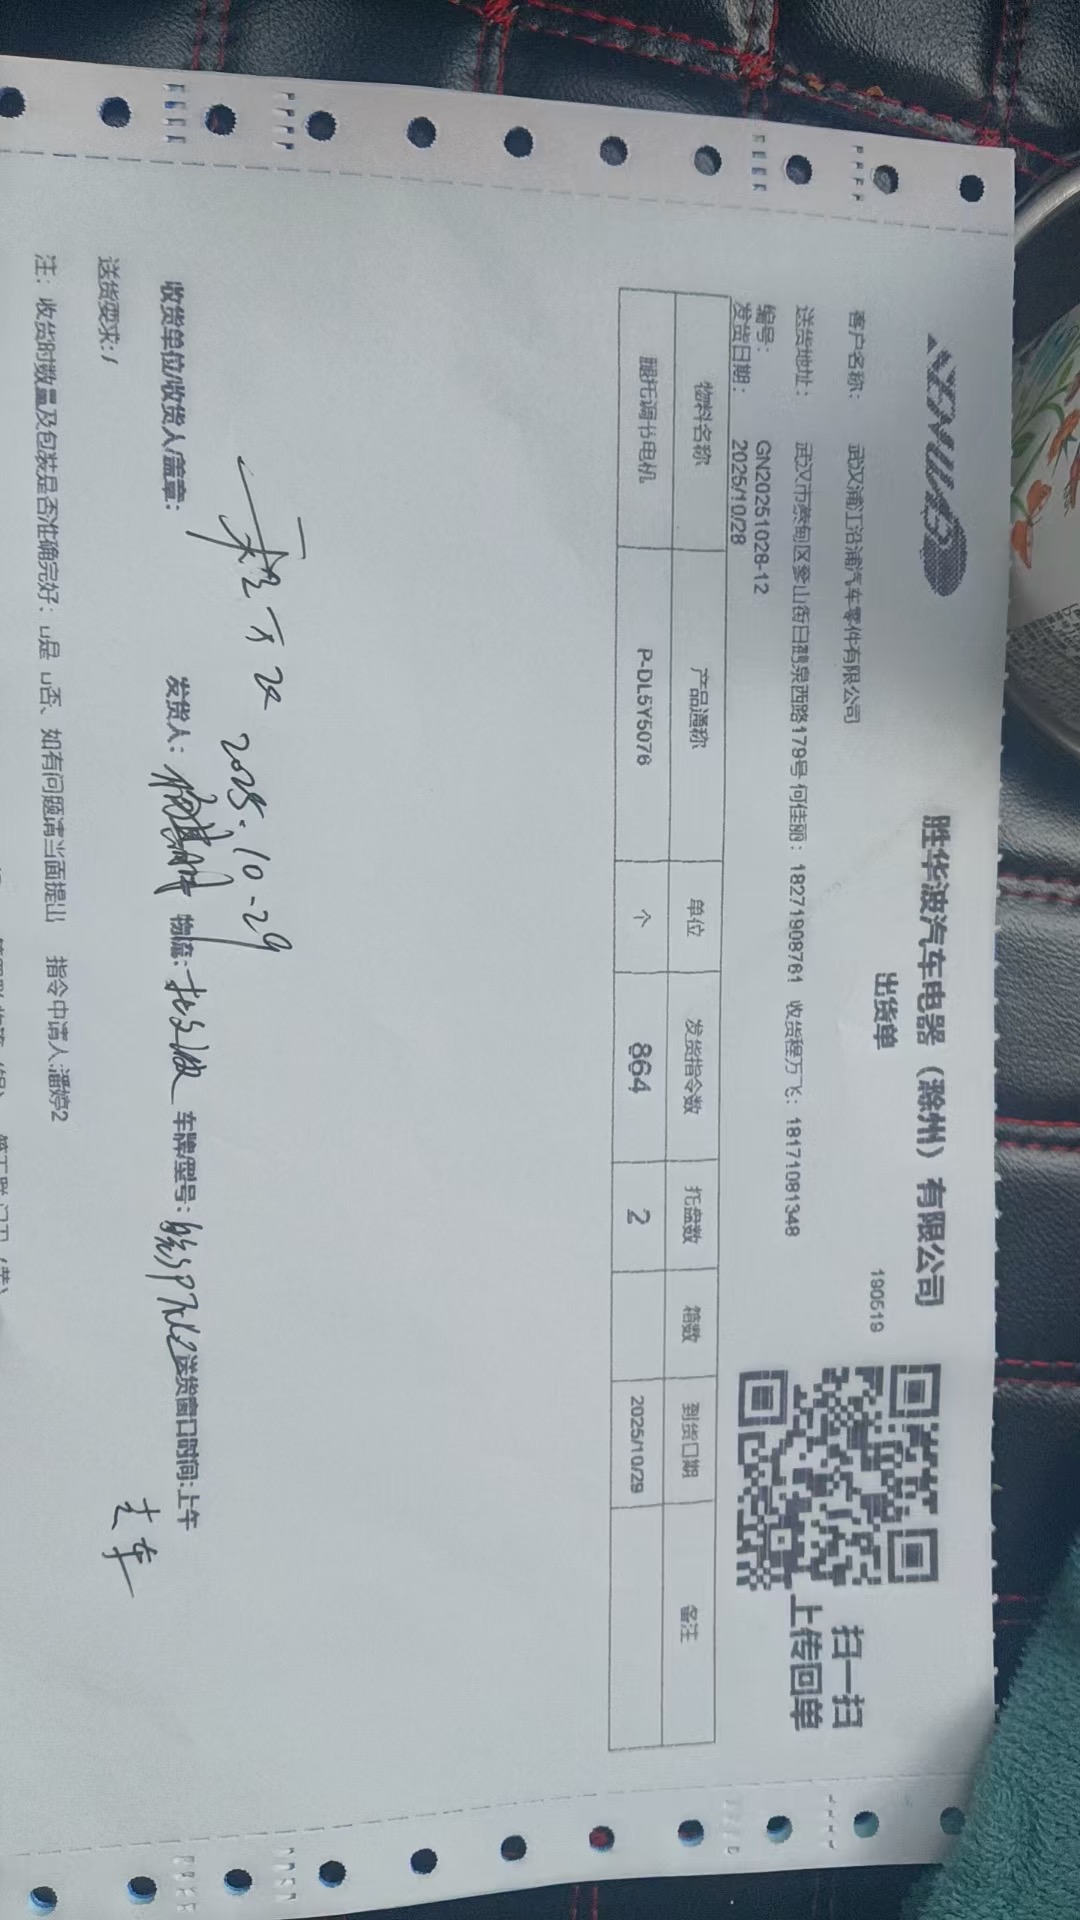 胜华波汽车电器（滁州）有限公司
出货单
190519
客户名称： 武汉浦江沿浦汽车零件有限公司
送货地址： 武汉市蔡甸区奓山街日鹅泉西路179号 何佳丽：18271908761 收货程万飞：18171081348
编号： GN20251028-12
发货日期： 2025/10/28
扫一扫
上传回单
物料名称 产品通称 单位 发货指令数 托盘数 箱数 到货日期 备注
腿托调节电机 P-DL5Y5076 个 864 2 2025/10/29
2025.10-29
收货单位/收货人/盖章： 发货人： 物流： 车牌/型号： 送货窗口时间:上午
送货要求:/
注：收货时数量及包装是否准确完好：□是 □否、如有问题请当面提出 指令申请人:潘婷2